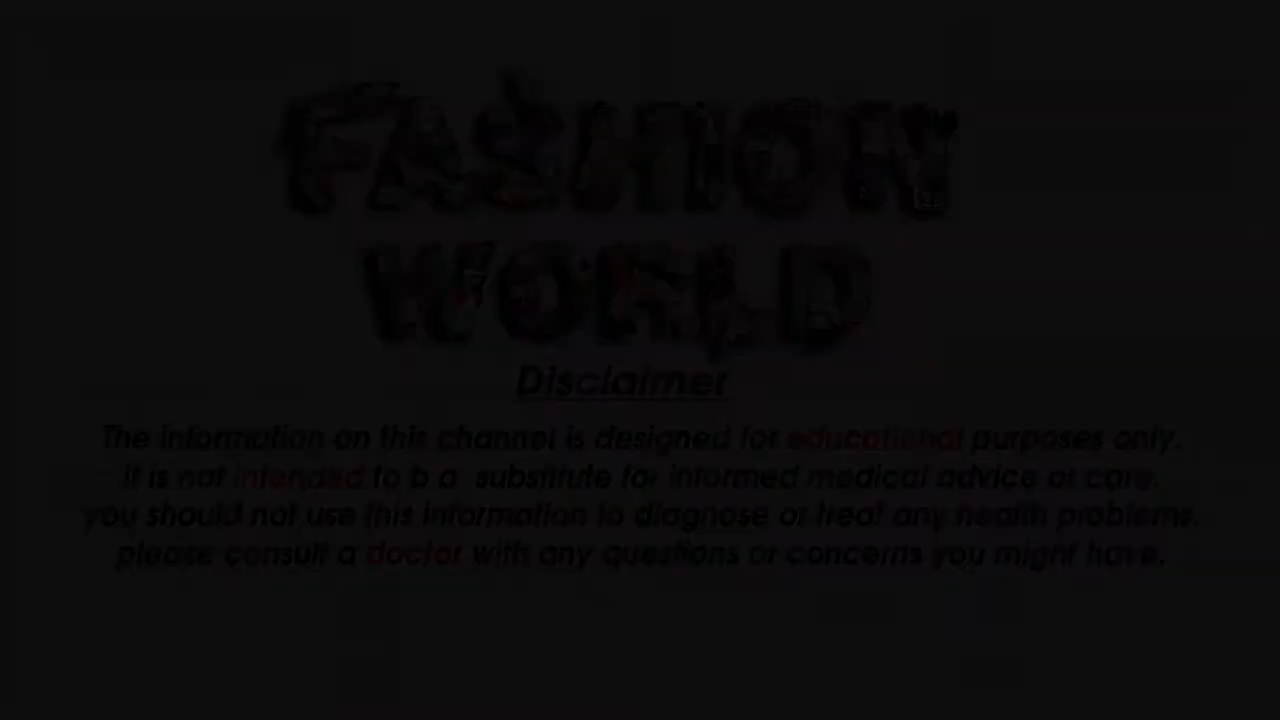 FASHION
WORLD
Disclaimer
The information on this channel is designed for educational purposes only.
it is not intended to b a substitute for informed medical advice or care.
you should not use this information to diagnose or treat any health problems.
please consult a doctor with any questions or concerns you might have.